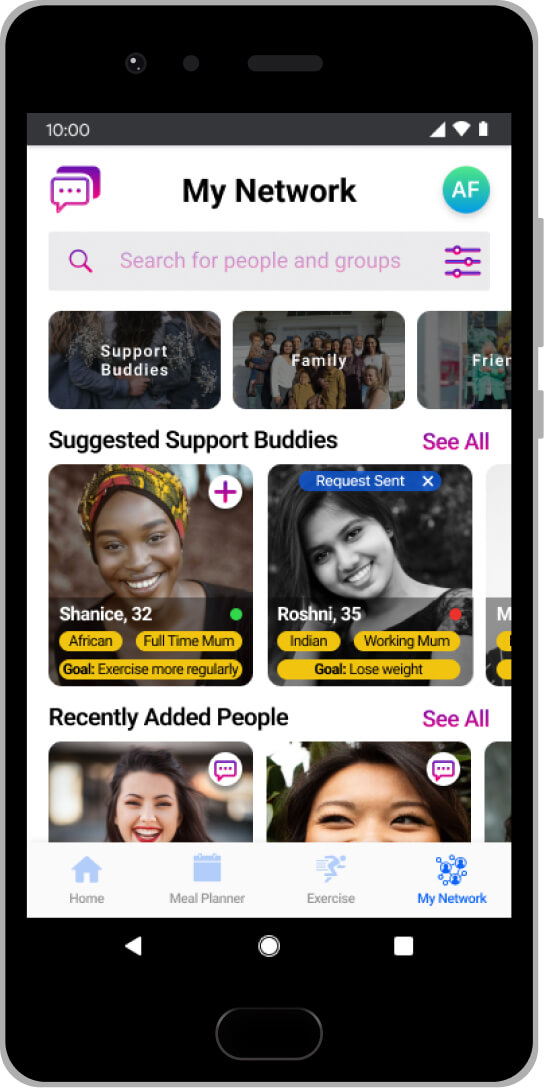 10:00
My Network
AF
Search for people and groups
Support
Buddies
Family
Suggested Support Buddies
See All
Request Sent
Shanice, 32
African
Full Time Mum
Goal: Exercise more regularly
Roshni, 35
Indian
Working Mum
Goal: Lose weight
M
Recently Added People
See All
Home
Meal Planner
Exercise
My Network